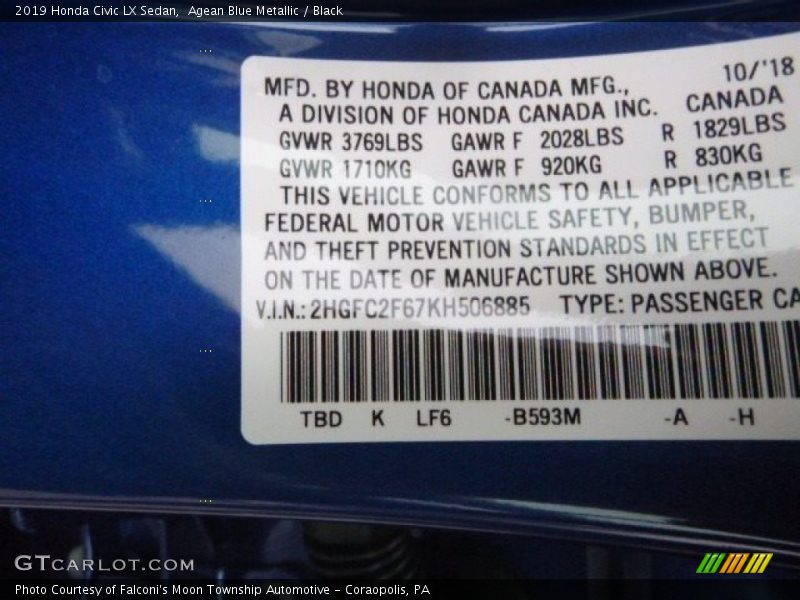 2019 Honda Civic LX Sedan, Agean Blue Metallic / Black
10/'18
MFD. BY HONDA OF CANADA MFG.,
A DIVISION OF HONDA CANADA INC. CANADA
GVWR 3769LBS GAWR F 2028LBS R 1829LBS
GVWR 1710KG GAWR F 920KG R 830KG
THIS VEHICLE CONFORMS TO ALL APPLICABLE
FEDERAL MOTOR VEHICLE SAFETY, BUMPER,
AND THEFT PREVENTION STANDARDS IN EFFECT
ON THE DATE OF MANUFACTURE SHOWN ABOVE.
V.I.N.: 2HGFC2F67KH506885 TYPE: PASSENGER CA
TBD K LF6 -B593M -A -H
GTCARLOT.COM
Photo Courtesy of Falconi's Moon Township Automotive - Coraopolis, PA